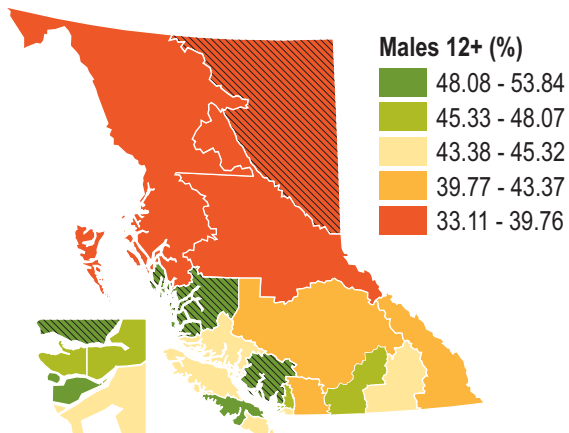 Males 12+ (%)
48.08 - 53.84
45.33 - 48.07
43.38 - 45.32
39.77 - 43.37
33.11 - 39.76